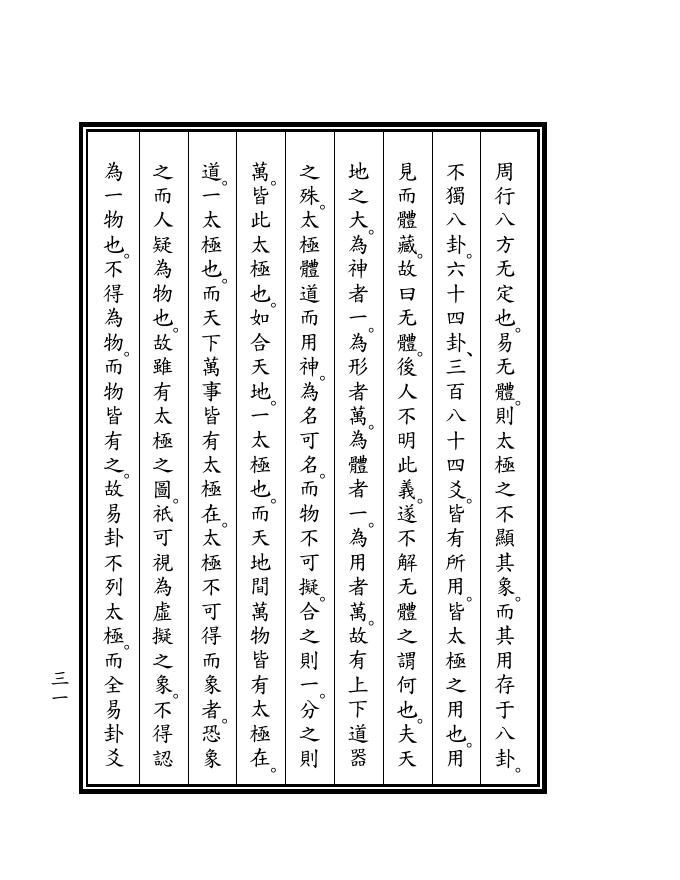 周行八方无定也。易无體。則太極之不顯其象。而其用存于八卦。
不獨八卦。六十四卦、三百八十四爻。皆有所用。皆太極之用也。用
見而體藏。故曰无體。後人不明此義。遂不解无體之謂何也。夫天
地之大。為神者一。為形者萬。為體者一。為用者萬。故有上下道器
之殊。太極體道而用神。為名可名。而物不可擬。合之則一。分之則
萬。皆此太極也。如合天地。一太極也。而天地間萬物皆有太極在。
道。一太極也。而天下萬事皆有太極在。太極不可得而象者。恐象
之而人疑為物也。故雖有太極之圖。祇可視為虛擬之象。不得認
為一物也。不得為物。而物皆有之。故易卦不列太極。而全易卦爻
三一